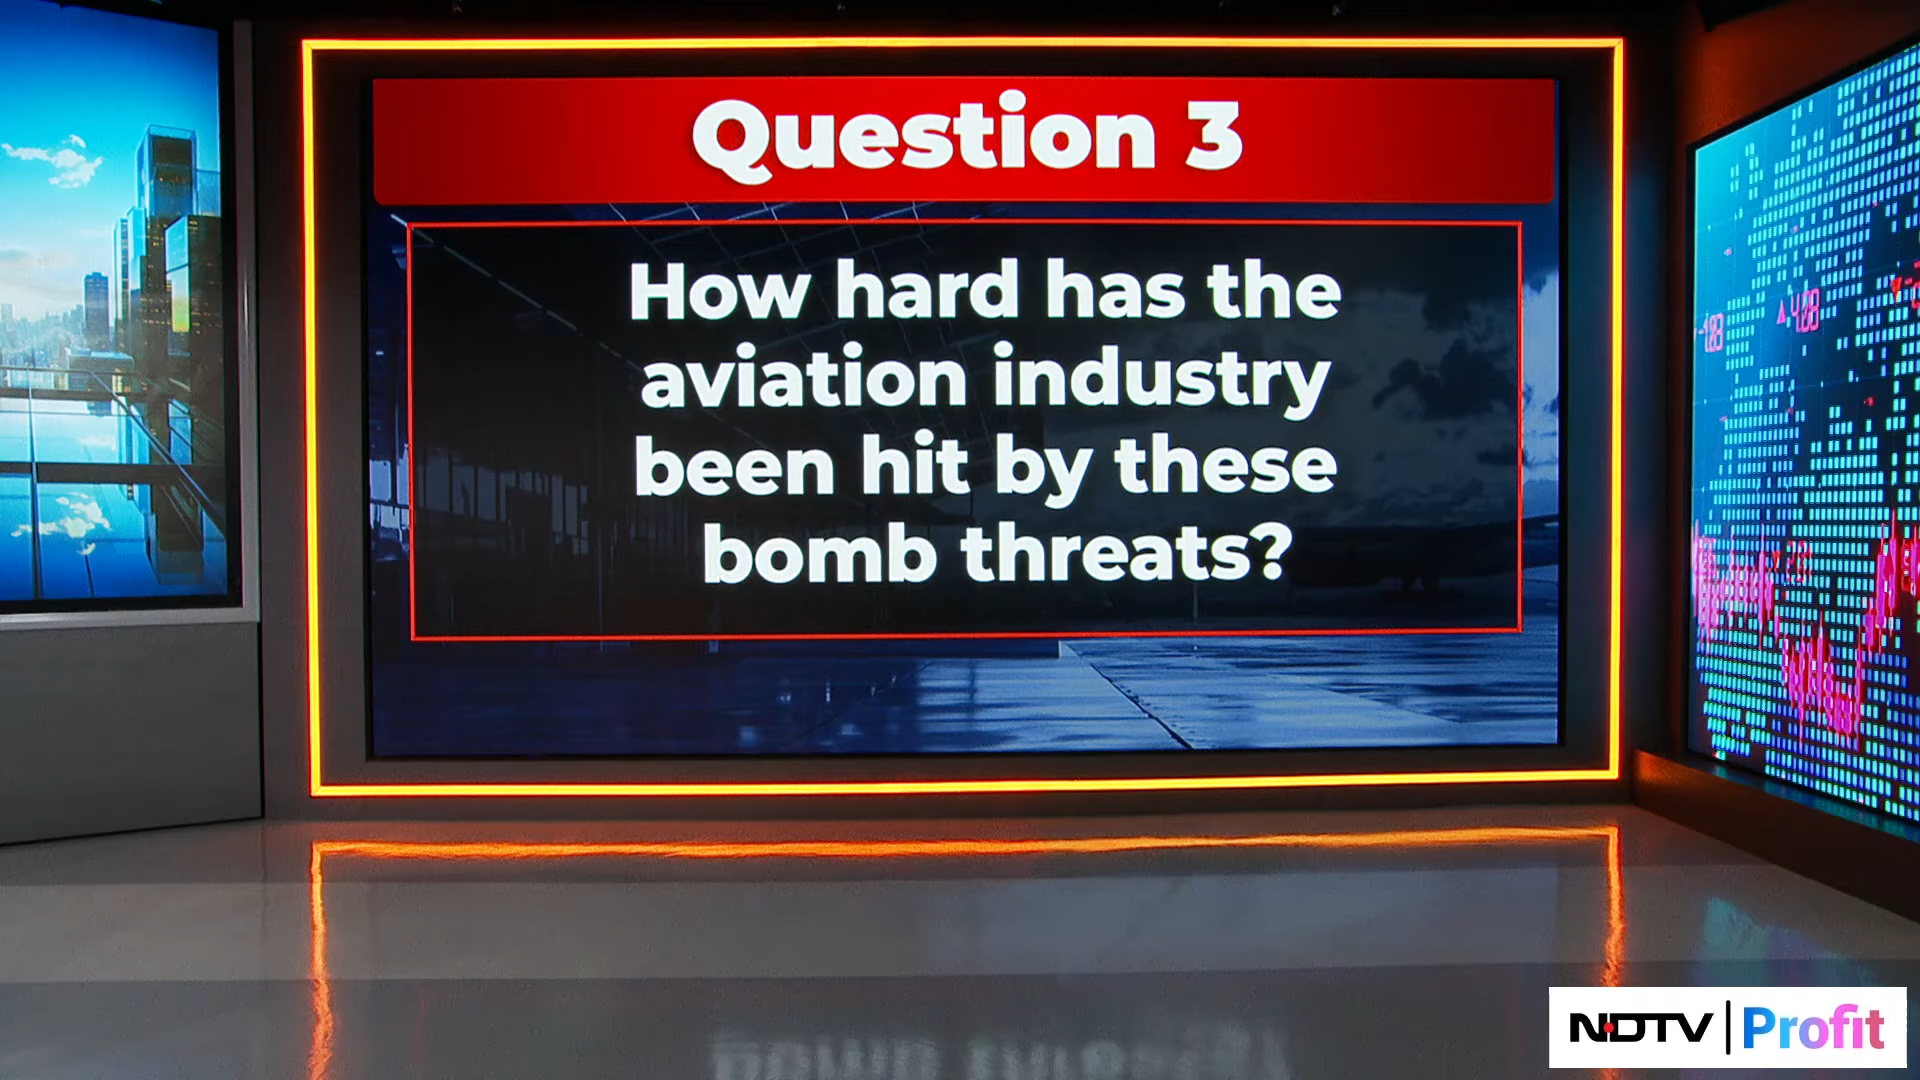 Question 3
How hard has the
aviation industry
been hit by these
bomb threats?
NDTV Profit